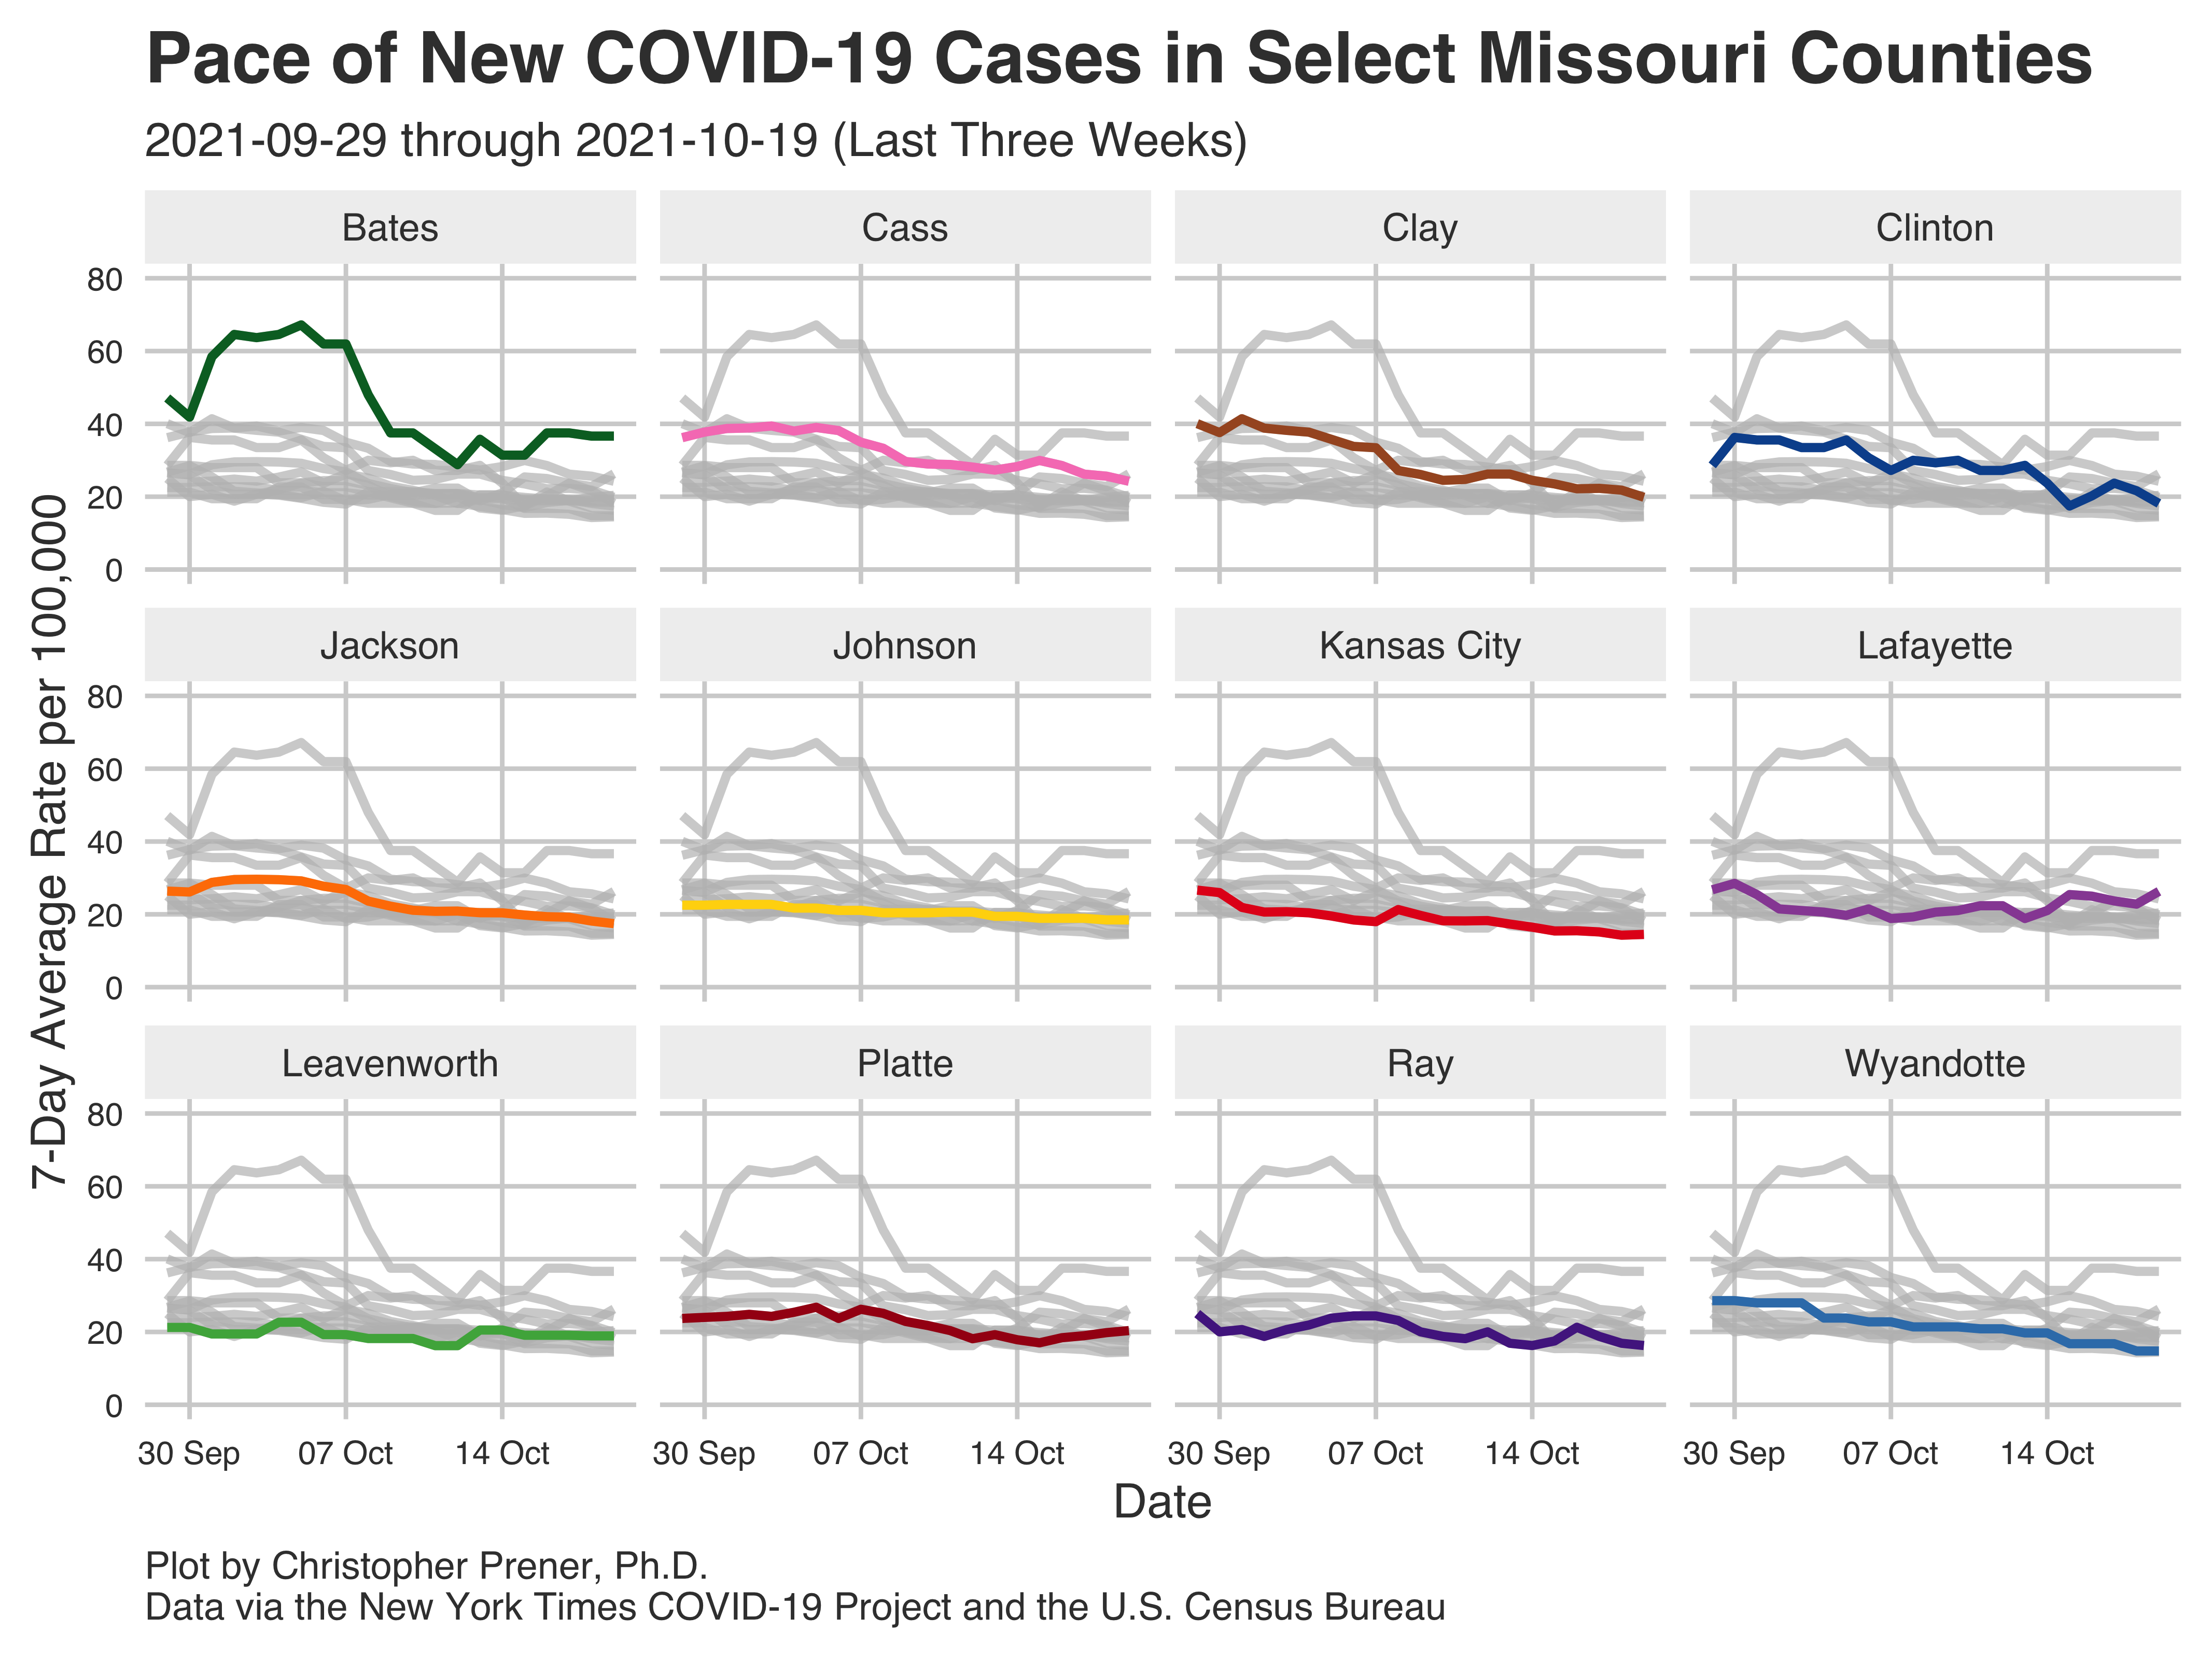 Pace of New COVID-19 Cases in Select Missouri Counties
2021-09-29 through 2021-10-19 (Last Three Weeks)
Bates Cass Clay Clinton
80
60
40
20
0
Jackson Johnson Kansas City Lafayette
80
60
40
20
0
Leavenworth Platte Ray Wyandotte
80
60
40
20
0
7-Day Average Rate per 100,000
30 Sep 07 Oct 14 Oct 30 Sep 07 Oct 14 Oct 30 Sep 07 Oct 14 Oct 30 Sep 07 Oct 14 Oct
Date
Plot by Christopher Prener, Ph.D.
Data via the New York Times COVID-19 Project and the U.S. Census Bureau